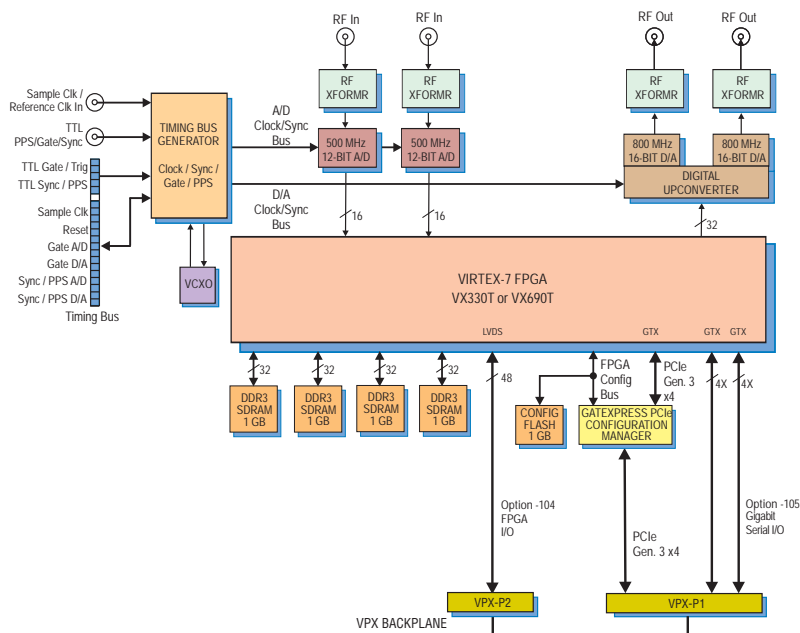 RF In
RF In
RF Out
RF Out
Sample Clk /
Reference Clk In
TTL
PPS/Gate/Sync
TTL Gate / Trig
TTL Sync / PPS
Sample Clk
Reset
Gate A/D
Gate D/A
Sync / PPS A/D
Sync / PPS D/A
Timing Bus
TIMING BUS
GENERATOR
Clock / Sync /
Gate / PPS
VCXO
A/D
Clock/Sync
Bus
D/A
Clock/Sync
Bus
RF
XFORMR
RF
XFORMR
500 MHz
12-BIT A/D
500 MHz
12-BIT A/D
16
16
RF
XFORMR
RF
XFORMR
800 MHz
16-BIT D/A
800 MHz
16-BIT D/A
DIGITAL
UPCONVERTER
32
VIRTEX-7 FPGA
VX330T or VX690T
LVDS
GTX
GTX
GTX
32
32
32
32
48
FPGA
Config
Bus
PCIe
Gen. 3
x4
4X
4X
DDR3
SDRAM
1 GB
DDR3
SDRAM
1 GB
DDR3
SDRAM
1 GB
DDR3
SDRAM
1 GB
CONFIG
FLASH
1 GB
GATEXPRESS PCIe
CONFIGURATION
MANAGER
Option -104
FPGA
I/O
PCIe
Gen. 3 x4
Option -105
Gigabit
Serial I/O
VPX-P2
VPX-P1
VPX BACKPLANE